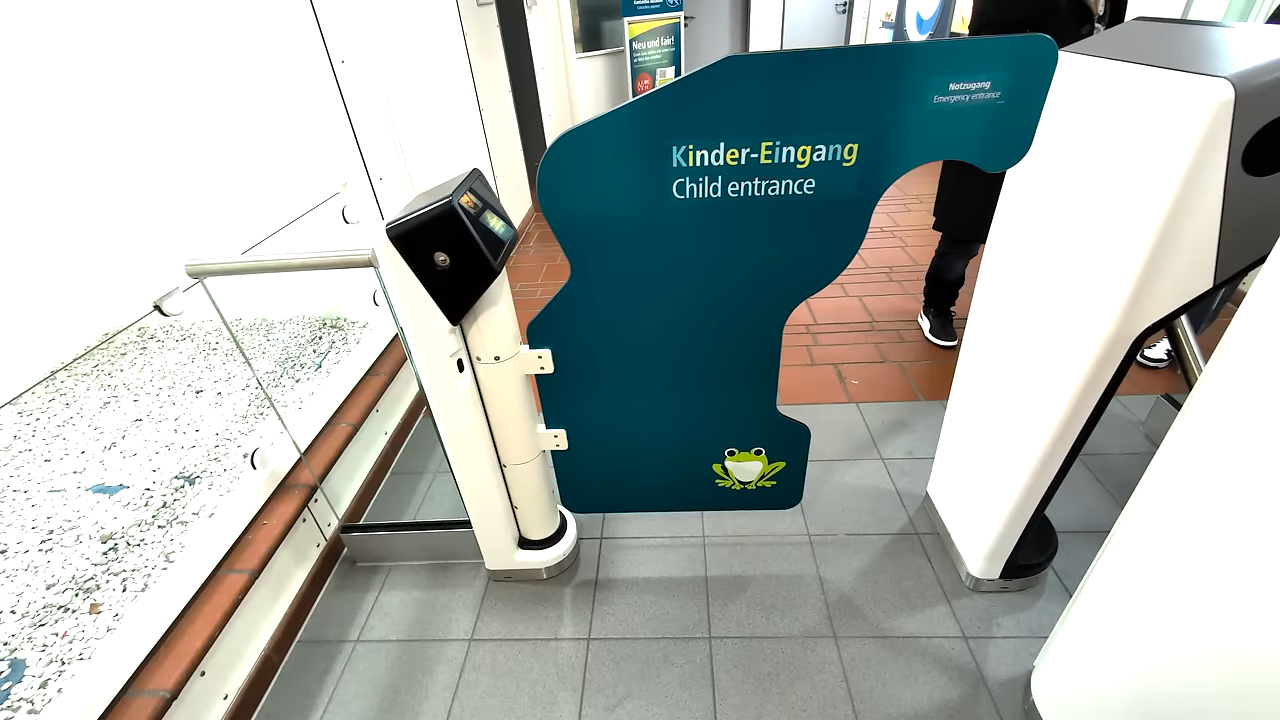 Neu und fair!
Notzugang
Emergency entrance
Kinder-Eingang
Child entrance